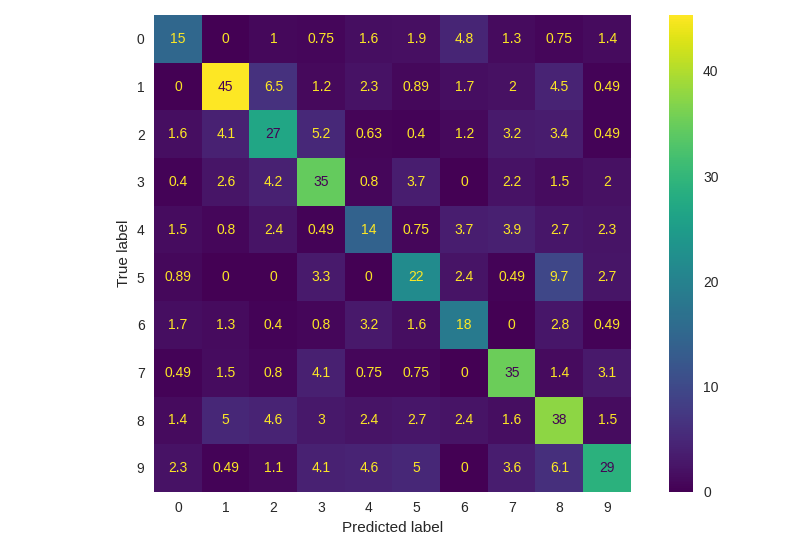 0 15 0 1 0.75 1.6 1.9 4.8 1.3 0.75 1.4
1 0 45 6.5 1.2 2.3 0.89 1.7 2 4.5 0.49
2 1.6 4.1 27 5.2 0.63 0.4 1.2 3.2 3.4 0.49
3 0.4 2.6 4.2 35 0.8 3.7 0 2.2 1.5 2
4 1.5 0.8 2.4 0.49 14 0.75 3.7 3.9 2.7 2.3
5 0.89 0 0 3.3 0 22 2.4 0.49 9.7 2.7
6 1.7 1.3 0.4 0.8 3.2 1.6 18 0 2.8 0.49
7 0.49 1.5 0.8 4.1 0.75 0.75 0 35 1.4 3.1
8 1.4 5 4.6 3 2.4 2.7 2.4 1.6 38 1.5
9 2.3 0.49 1.1 4.1 4.6 5 0 3.6 6.1 29
0 1 2 3 4 5 6 7 8 9
Predicted label
True label
40
30
20
10
0